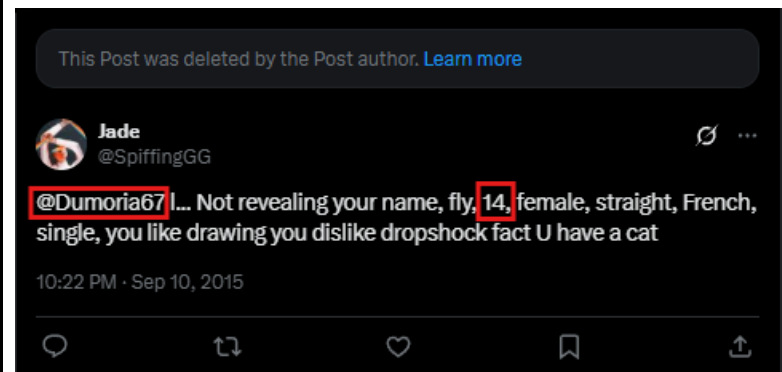 This Post was deleted by the Post author. Learn more
Jade
@SpiffingGG
@Dumoria67 I... Not revealing your name, fly, 14, female, straight, French,
single, you like drawing you dislike dropshock fact U have a cat
10:22 PM · Sep 10, 2015